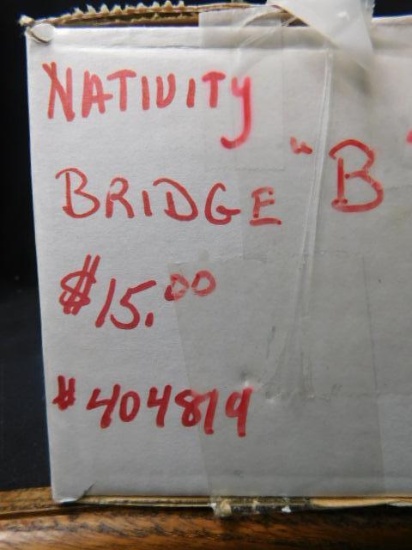 NATIVITY
BRIDGE "B"
$15.00
#404819